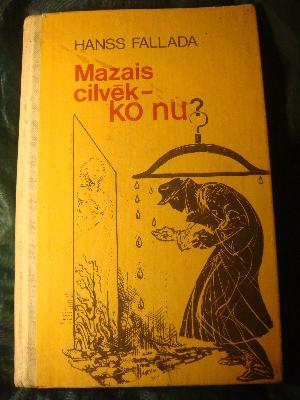 HANSS FALLADA
Mazais
cilvēk-
KO NU?